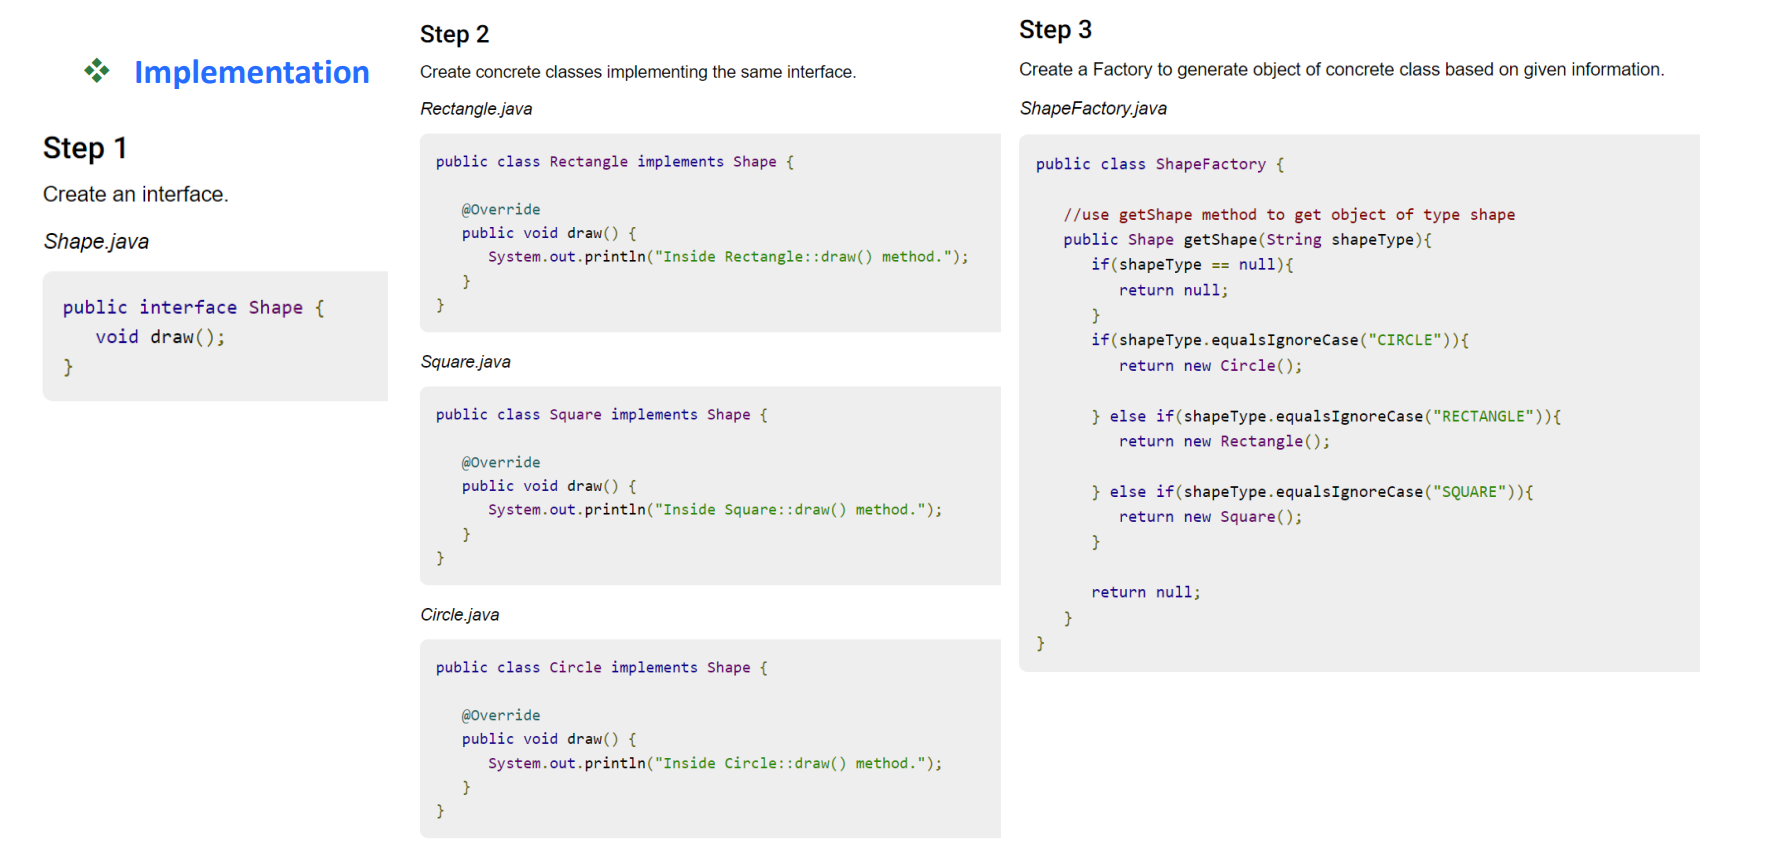 ❖ Implementation
Step 1
Create an interface.
Shape.java
public interface Shape {
   void draw();
}
Step 2
Create concrete classes implementing the same interface.
Rectangle.java
public class Rectangle implements Shape {

   @Override
   public void draw() {
      System.out.println("Inside Rectangle::draw() method.");
   }
}
Square.java
public class Square implements Shape {

   @Override
   public void draw() {
      System.out.println("Inside Square::draw() method.");
   }
}
Circle.java
public class Circle implements Shape {

   @Override
   public void draw() {
      System.out.println("Inside Circle::draw() method.");
   }
}
Step 3
Create a Factory to generate object of concrete class based on given information.
ShapeFactory.java
public class ShapeFactory {

   //use getShape method to get object of type shape
   public Shape getShape(String shapeType){
      if(shapeType == null){
         return null;
      }
      if(shapeType.equalsIgnoreCase("CIRCLE")){
         return new Circle();

      } else if(shapeType.equalsIgnoreCase("RECTANGLE")){
         return new Rectangle();

      } else if(shapeType.equalsIgnoreCase("SQUARE")){
         return new Square();
      }

      return null;
   }
}